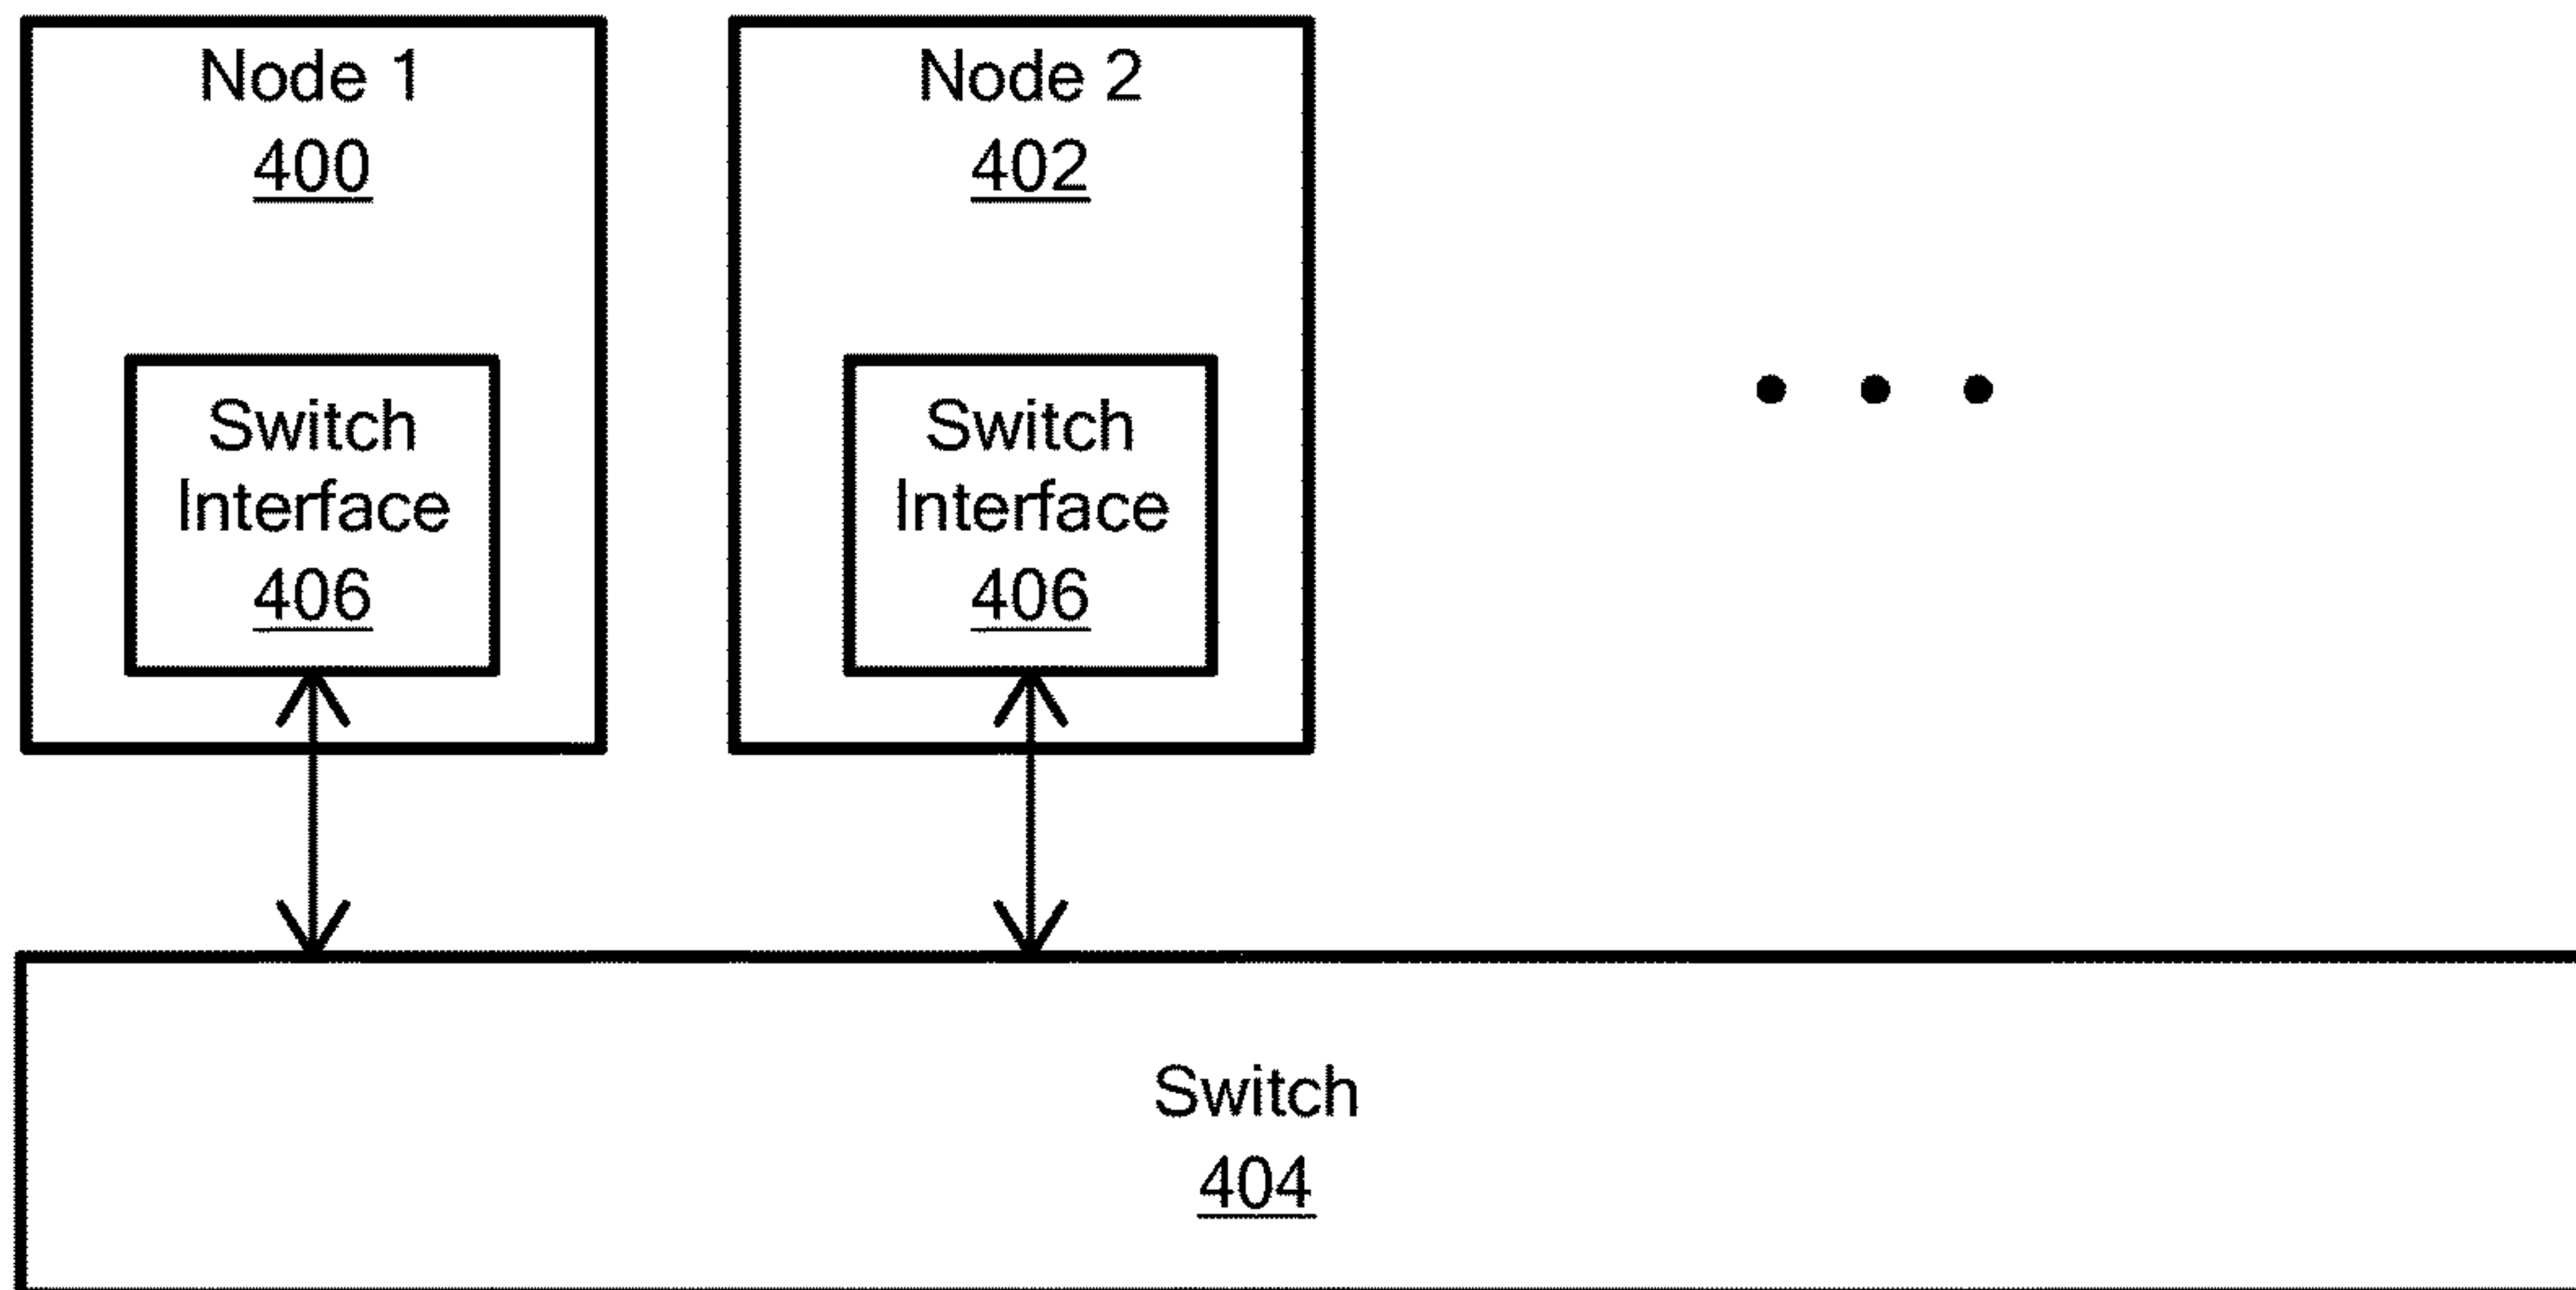 Node 1
400
Switch
Interface
406
Node 2
402
Switch
Interface
406
• • •
Switch
404